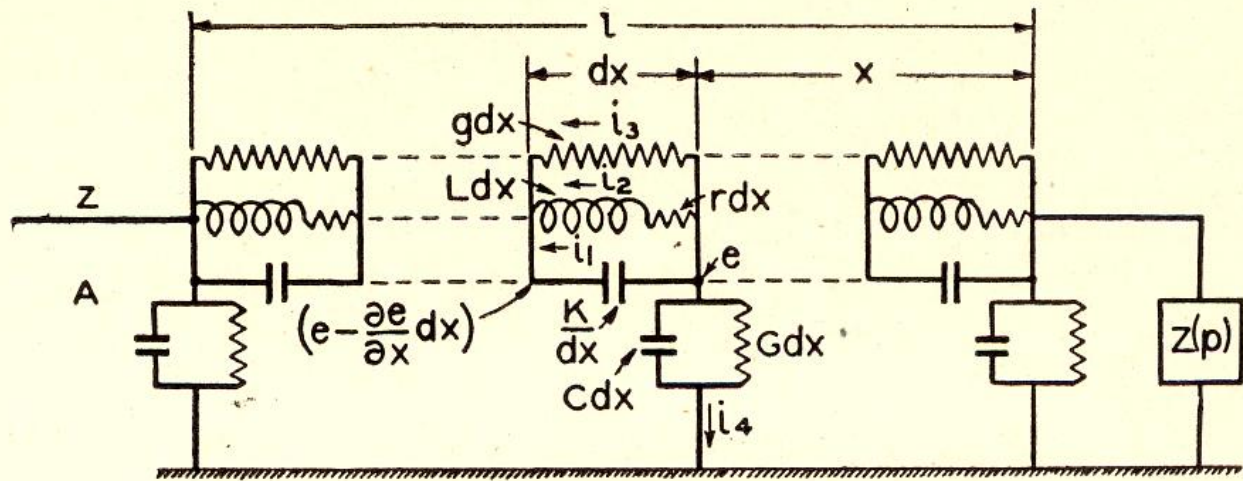 l
dx
x
gdx
i₃
Ldx
i₂
rdx
Z
i₁
e
A
(e-∂e/∂x dx)
K/dx
Gdx
Cdx
Z(p)
i₄